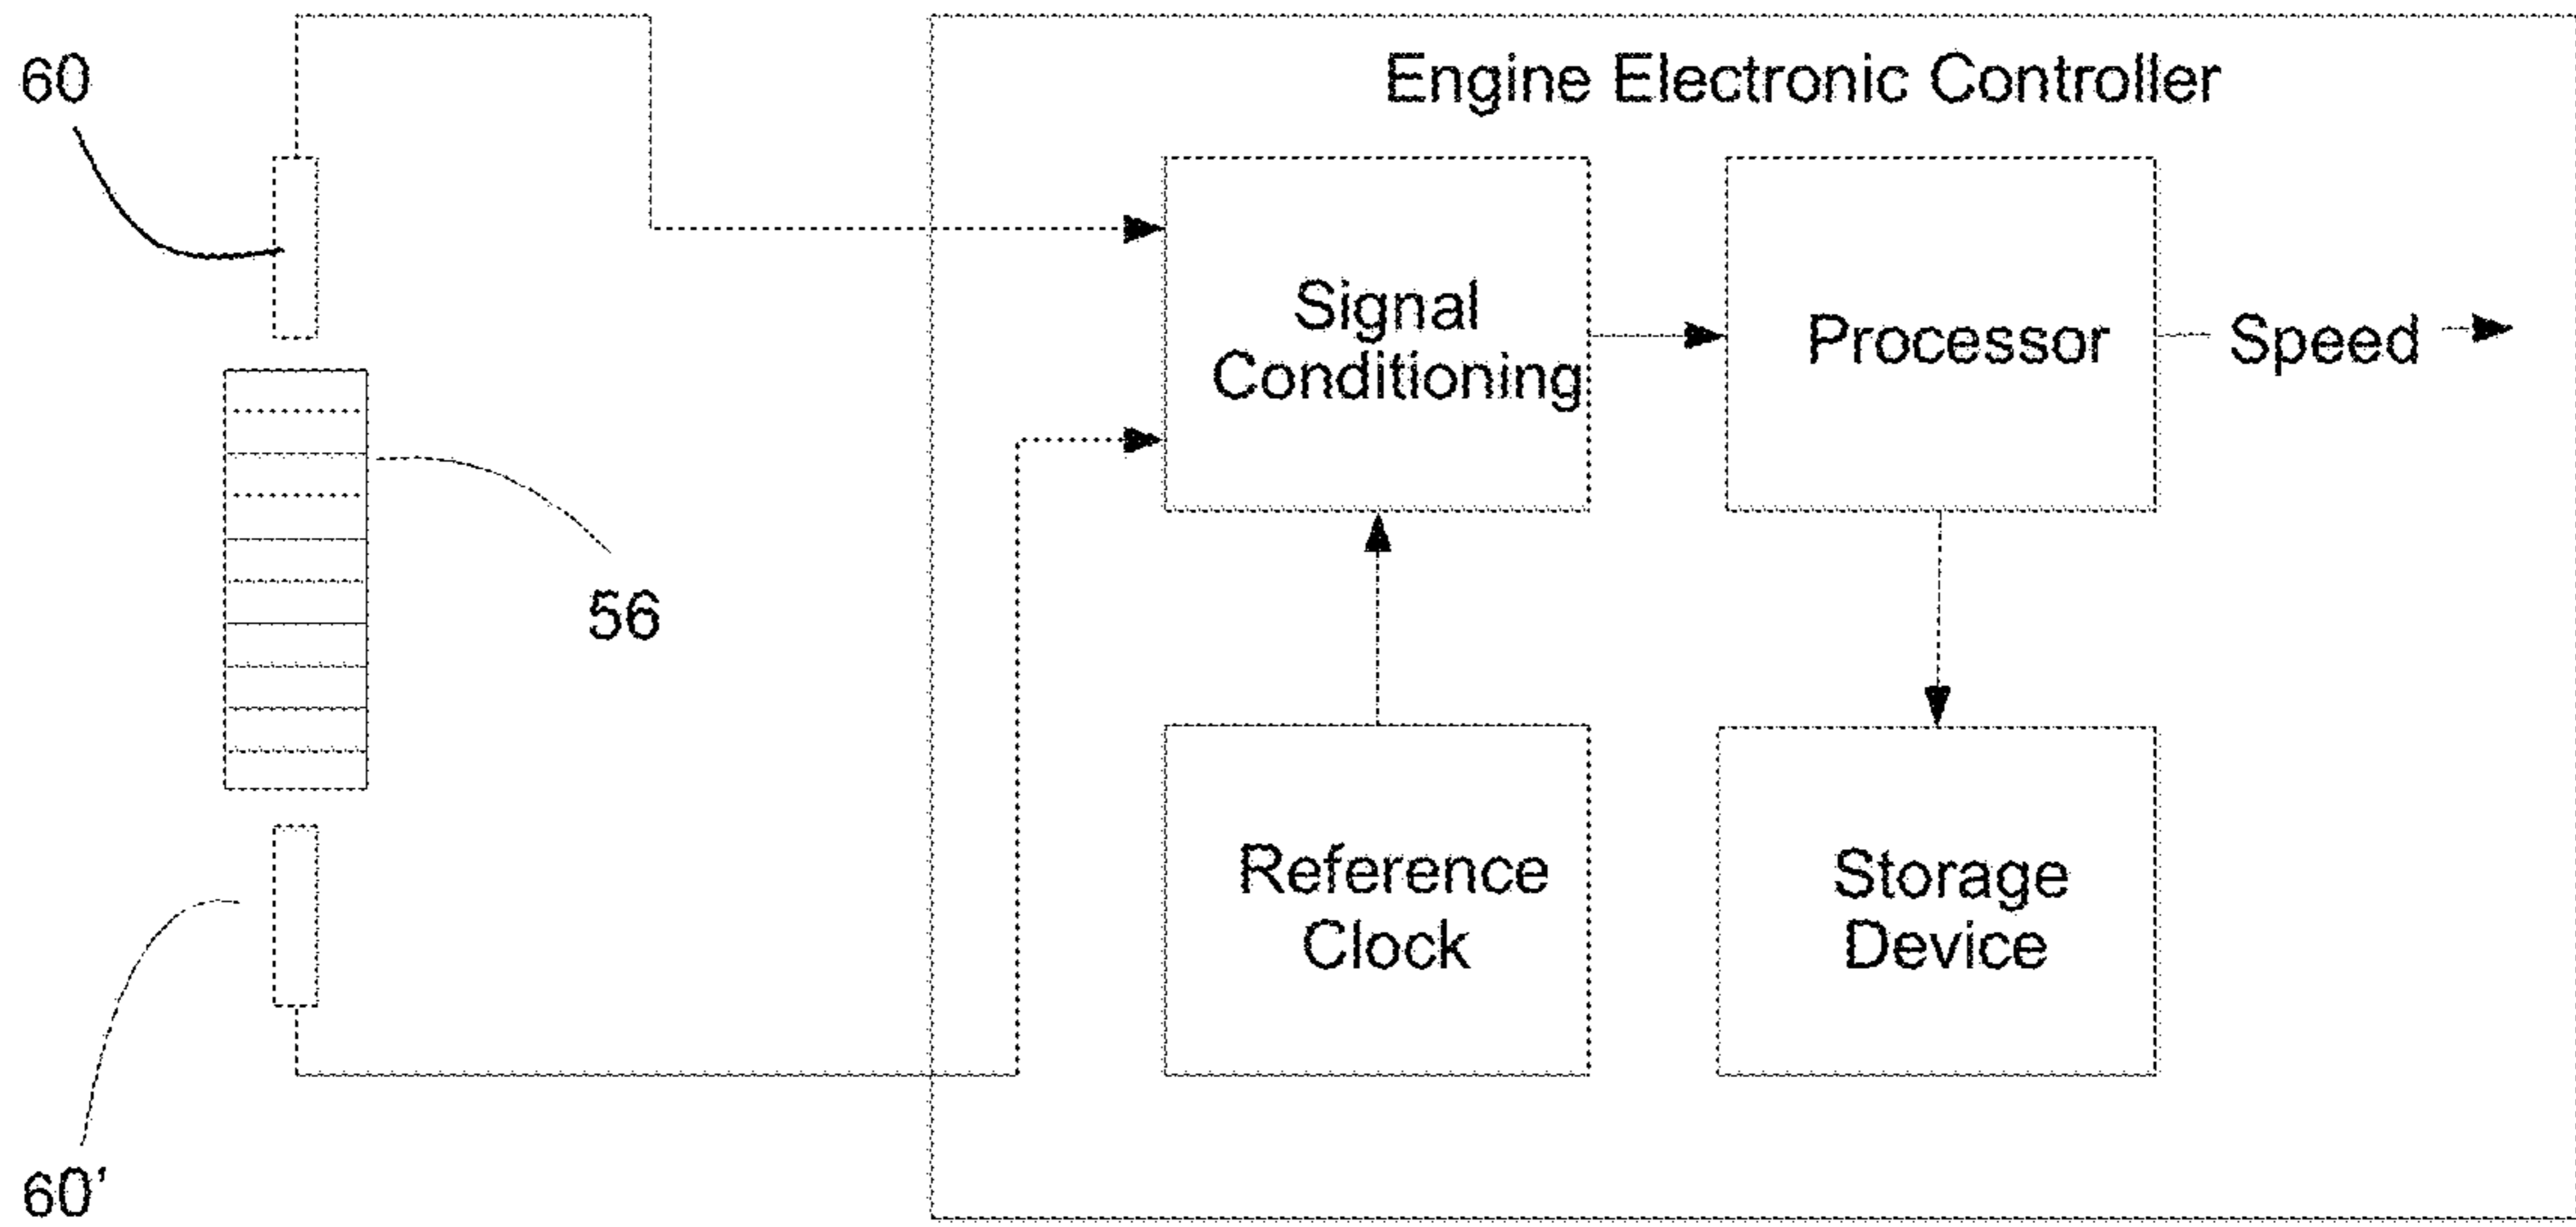 Engine Electronic Controller
60
Signal
Conditioning
Processor
Speed
56
Reference
Clock
Storage
Device
60'